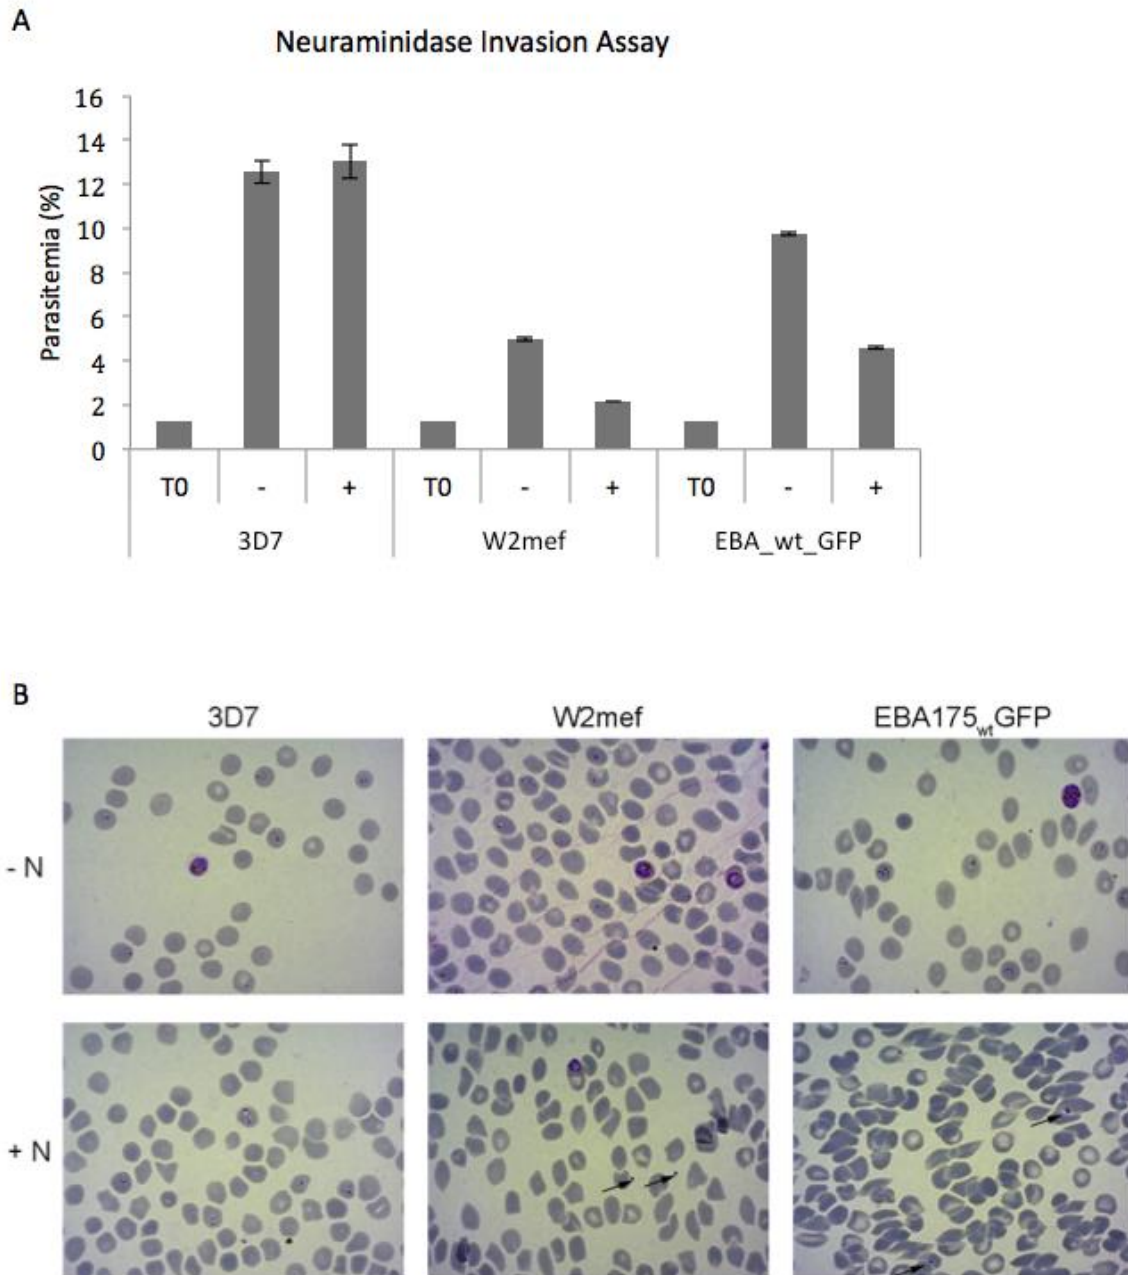 A
Neuraminidase Invasion Assay
16
14
12
10
8
6
4
2
0
Parasitemia (%)
T0 - + T0 - + T0 - +
3D7 W2mef EBA_wt_GFP
B
3D7 W2mef EBA175wtGFP
- N
+ N